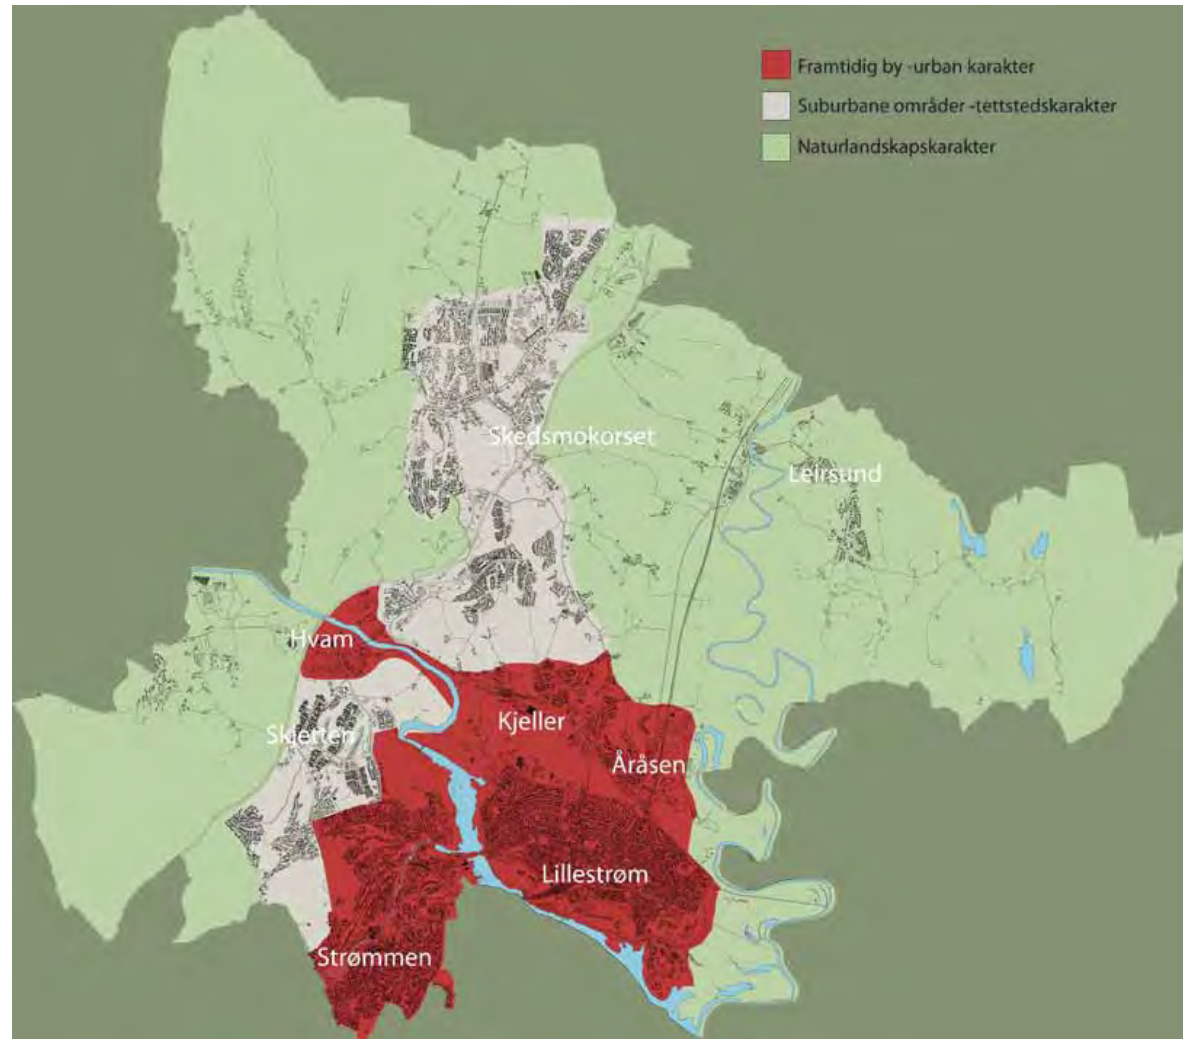 Framtidig by -urban karakter
Suburbane områder -tettstedskarakter
Naturlandskapskarakter
Skedsmokorset
Leirsund
Hvam
Kjeller
Skjetten
Åråsen
Lillestrøm
Strømmen